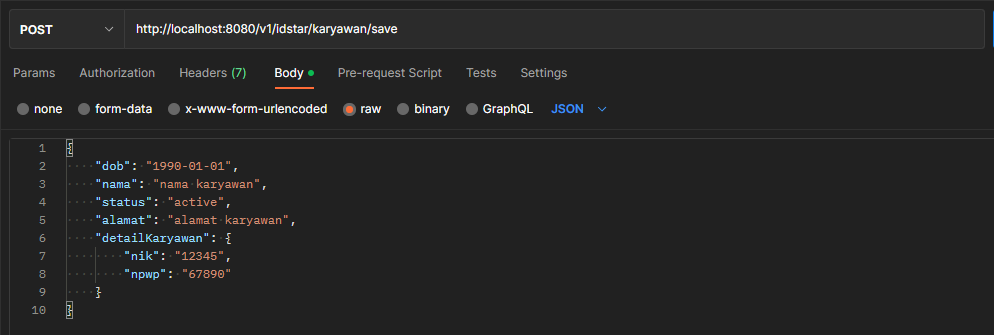 POST http://localhost:8080/v1/idstar/karyawan/save
Params Authorization Headers (7) Body Pre-request Script Tests Settings
none form-data x-www-form-urlencoded raw binary GraphQL JSON
1 {
2 "dob": "1990-01-01",
3 "nama": "nama karyawan",
4 "status": "active",
5 "alamat": "alamat karyawan",
6 "detailKaryawan": {
7 "nik": "12345",
8 "npwp": "67890"
9 }
10 }